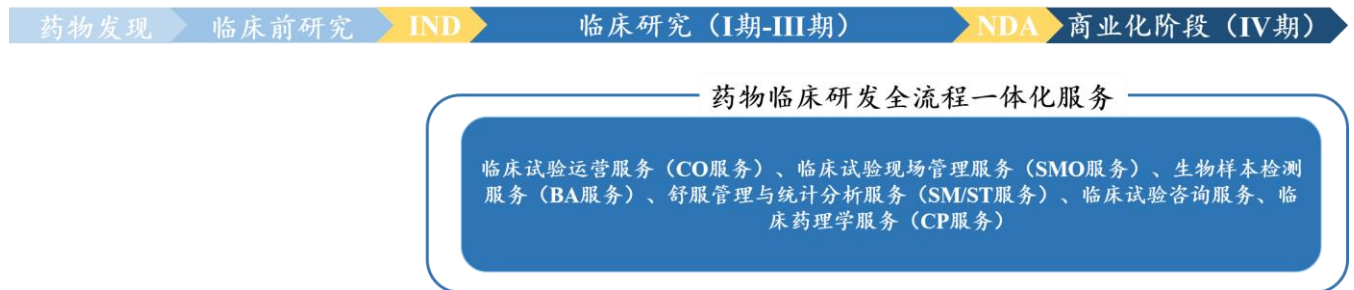 药物发现 临床前研究 IND 临床研究（I期-III期） NDA 商业化阶段（IV期）
药物临床研发全流程一体化服务
临床试验运营服务（CO服务）、临床试验现场管理服务（SMO服务）、生物样本检测
服务（BA服务）、舒服管理与统计分析服务（SM/ST服务）、临床试验咨询服务、临
床药理学服务（CP服务）